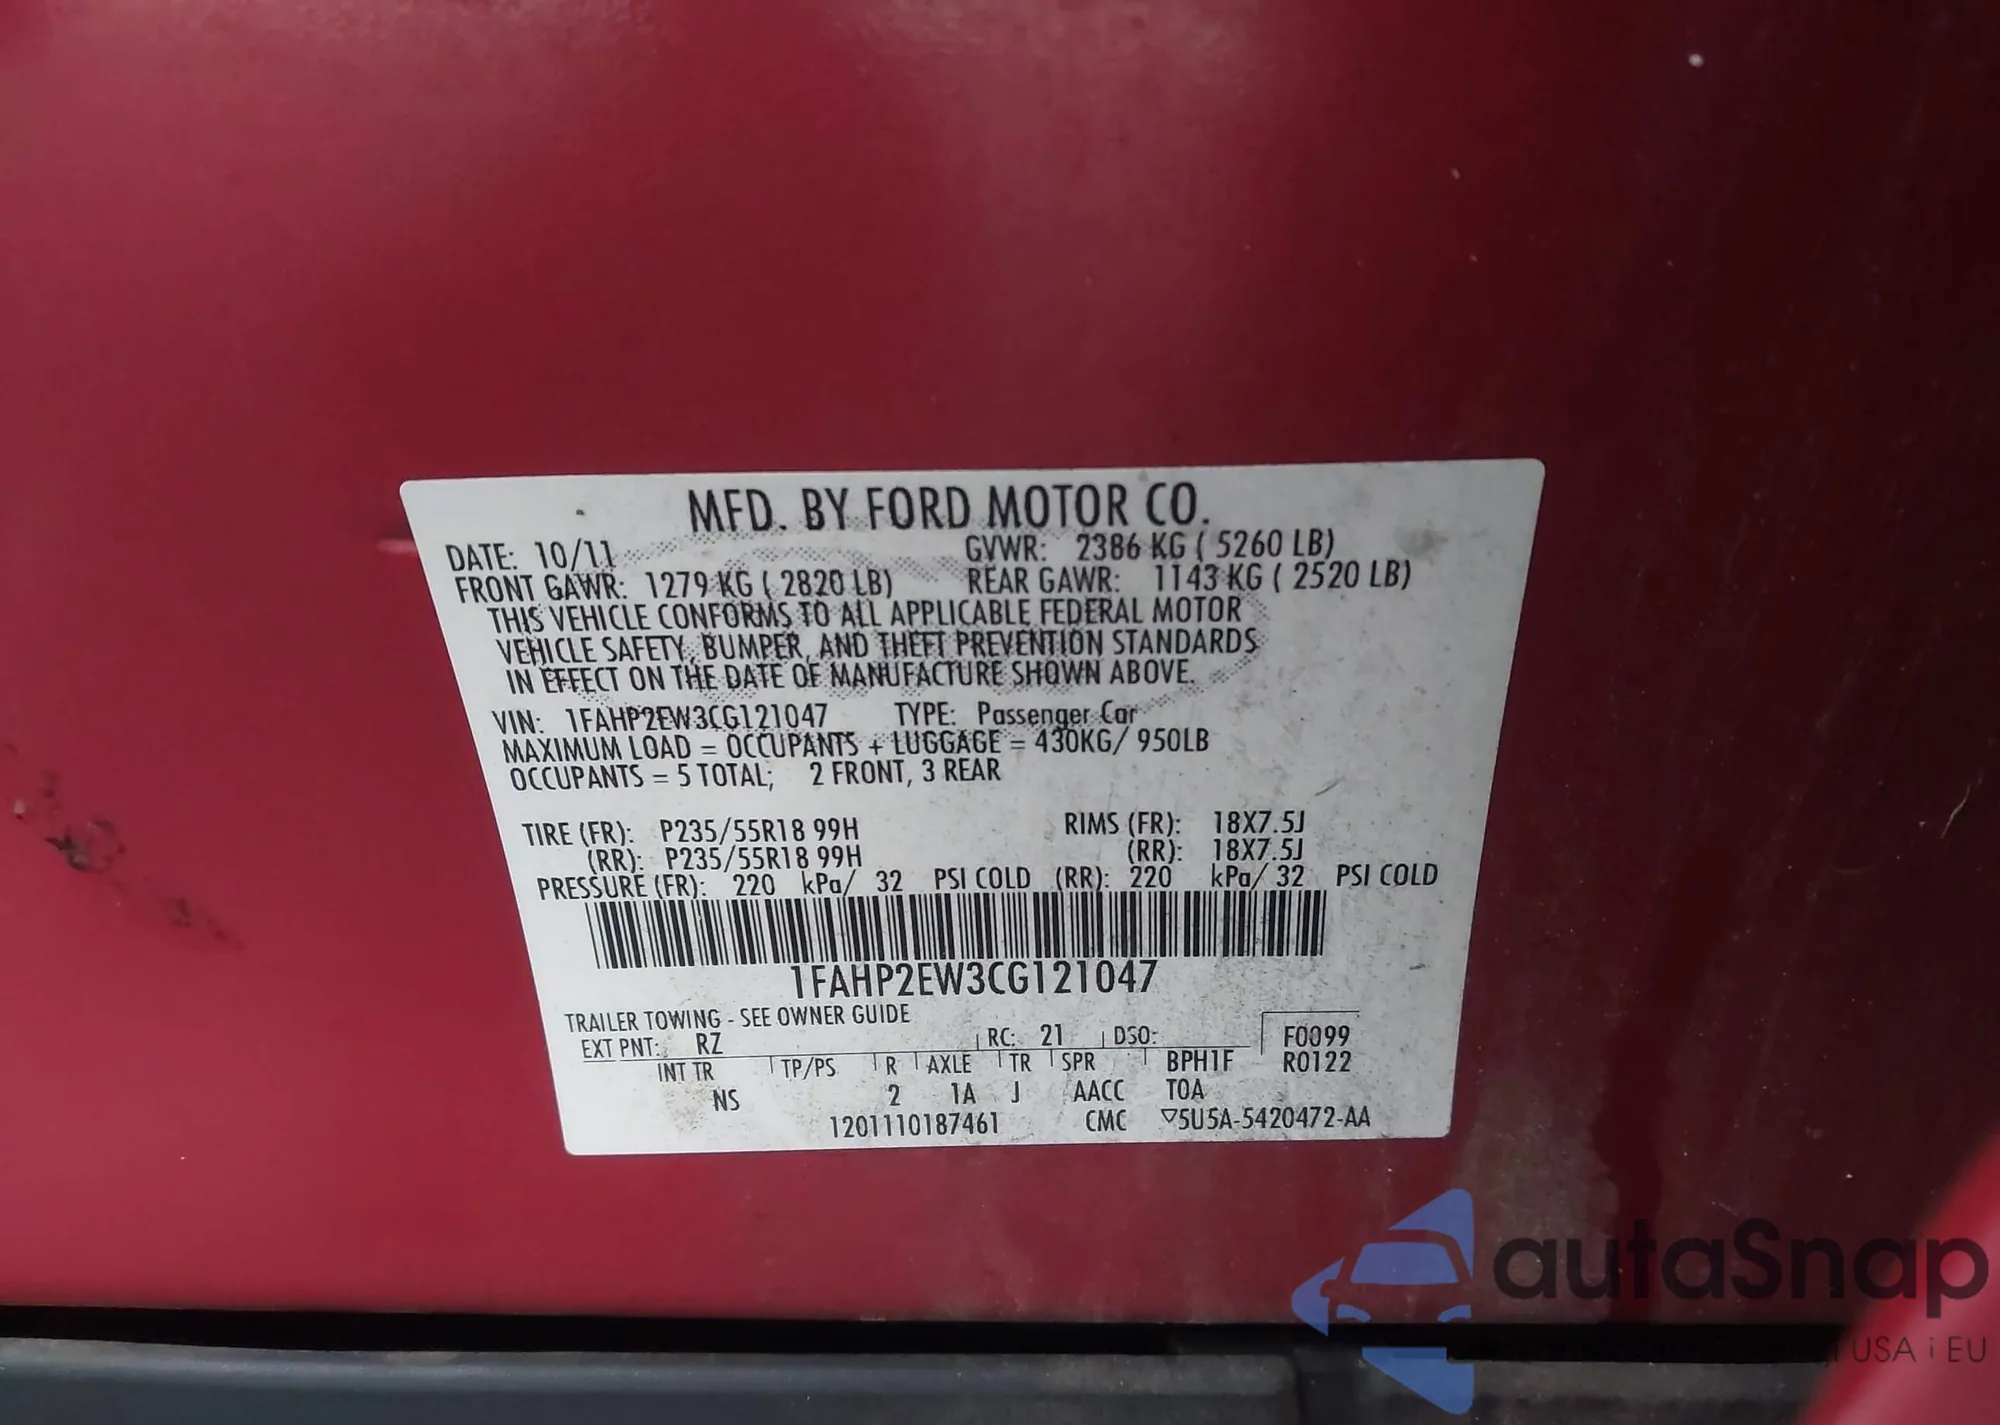 MFD. BY FORD MOTOR CO.
DATE: 10/11 GVWR: 2386 KG ( 5260 LB)
FRONT GAWR: 1279 KG ( 2820 LB) REAR GAWR: 1143 KG ( 2520 LB)
THIS VEHICLE CONFORMS TO ALL APPLICABLE FEDERAL MOTOR
VEHICLE SAFETY, BUMPER, AND THEFT PREVENTION STANDARDS
IN EFFECT ON THE DATE OF MANUFACTURE SHOWN ABOVE.
VIN: 1FAHP2EW3CG121047 TYPE: Passenger Car
MAXIMUM LOAD = OCCUPANTS + LUGGAGE = 430KG/ 950LB
OCCUPANTS = 5 TOTAL; 2 FRONT, 3 REAR
TIRE (FR): P235/55R18 99H RIMS (FR): 18X7.5J
(RR): P235/55R18 99H (RR): 18X7.5J
PRESSURE (FR): 220 kPa/ 32 PSI COLD (RR): 220 kPa/ 32 PSI COLD
1FAHP2EW3CG121047
TRAILER TOWING - SEE OWNER GUIDE
EXT PNT: RZ RC: 21 DSO: F0099
INT TR TP/PS R AXLE TR SPR BPH1F R0122
NS 2 1A J AACC TOA
1201110187461 CMC ▽5U5A-5420472-AA
autaSnap
USA i EU